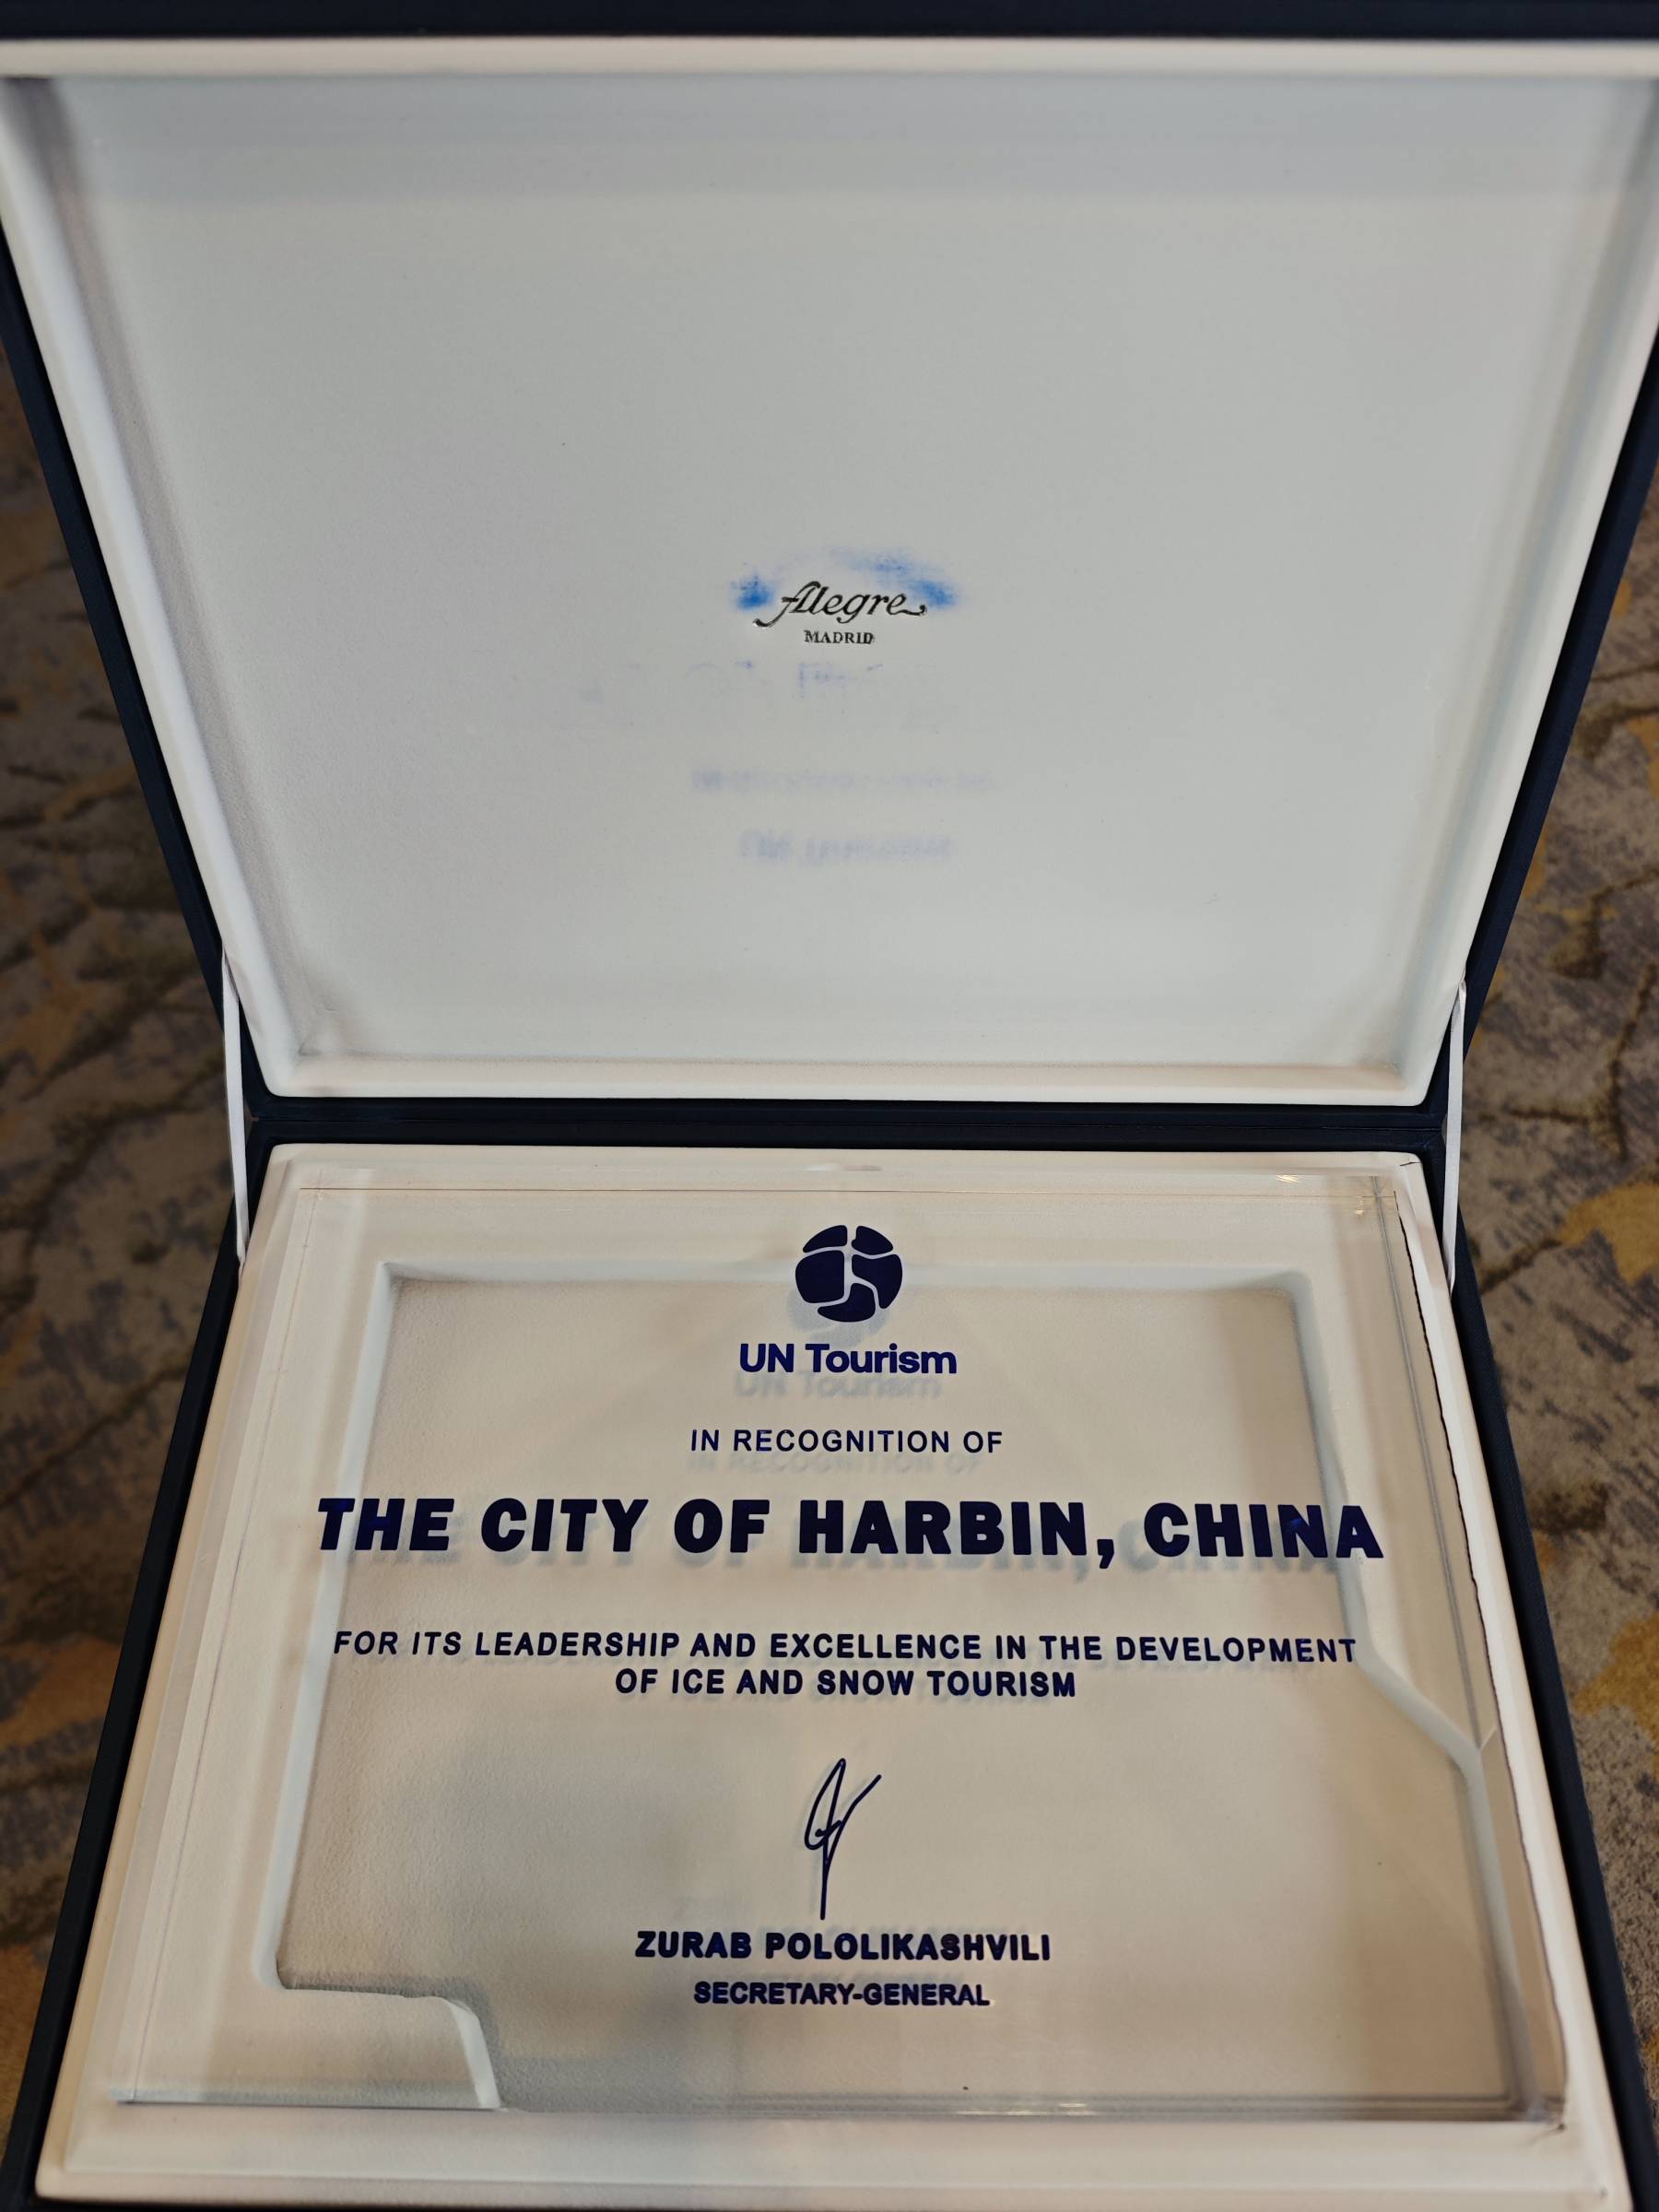 Alegre
MADRID
UN Tourism
IN RECOGNITION OF
THE CITY OF HARBIN, CHINA
FOR ITS LEADERSHIP AND EXCELLENCE IN THE DEVELOPMENT
OF ICE AND SNOW TOURISM
ZURAB POLOLIKASHVILI
SECRETARY-GENERAL